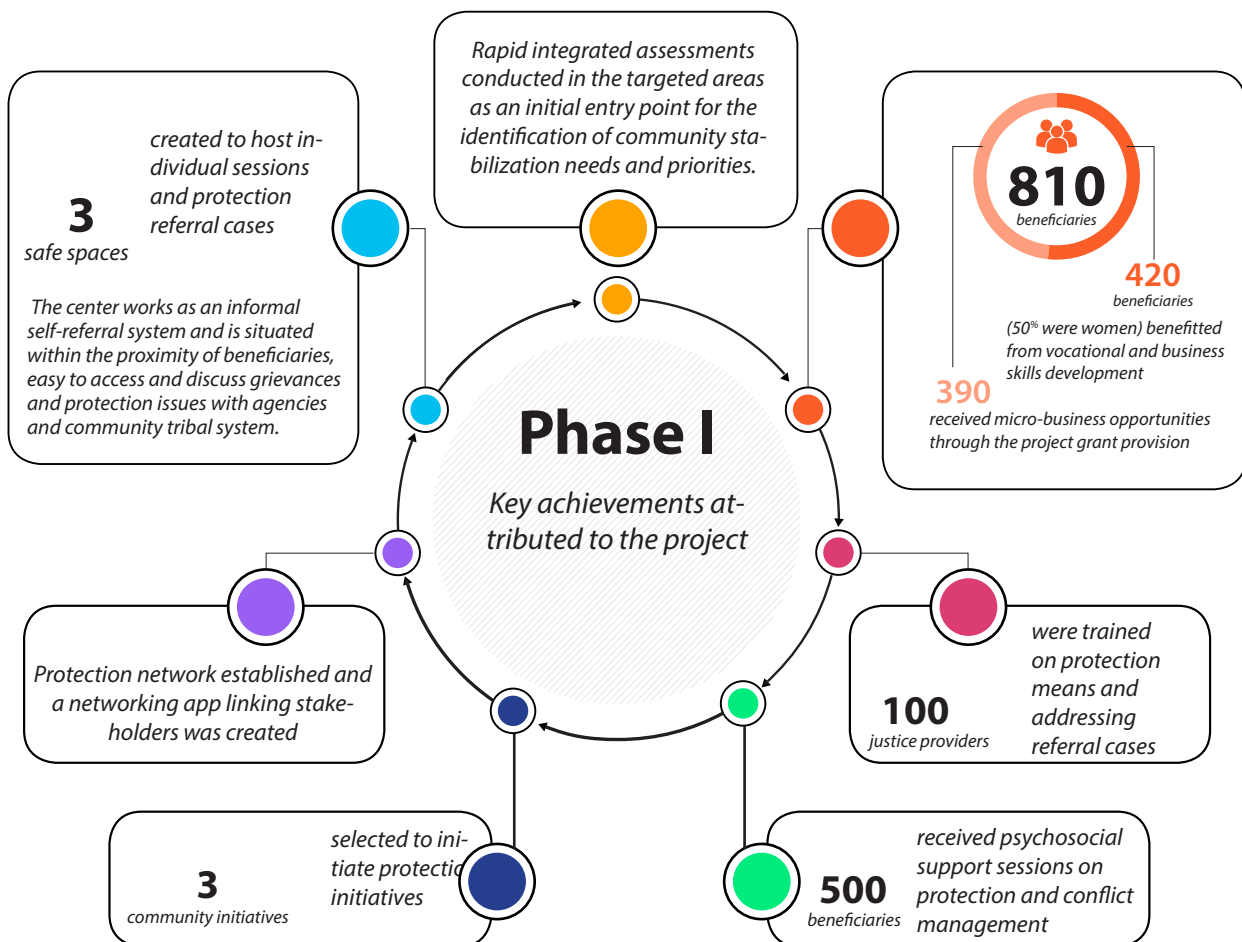 Rapid integrated assessments
conducted in the targeted areas
as an initial entry point for the
identification of community sta-
bilization needs and priorities.
810
beneficiaries
420
beneficiaries
(50% were women) benefitted
from vocational and business
skills development
390
received micro-business opportunities
through the project grant provision
100
justice providers
were trained
on protection
means and
addressing
referral cases
500
beneficiaries
received psychosocial
support sessions on
protection and conflict
management
3
community initiatives
selected to ini-
tiate protectio
initiatives
Protection network established and
a networking app linking stake-
holders was created
3
safe spaces
created to host in-
dividual sessions
and protection
referral cases
The center works as an informal
self-referral system and is situated
within the proximity of beneficiaries,
easy to access and discuss grievances
and protection issues with agencies
and community tribal system.
Phase I
Key achievements at-
tributed to the project